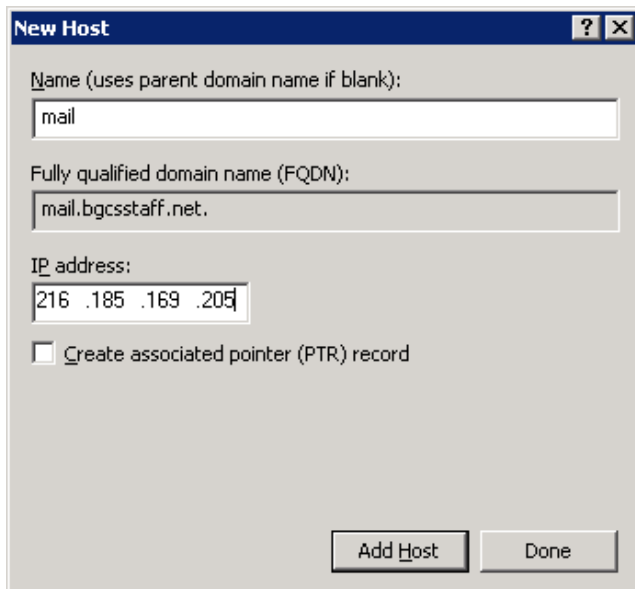 New Host
Name (uses parent domain name if blank):
mail
Fully qualified domain name (FQDN):
mail.bgcsstaff.net.
IP address:
216 .185 .169 .205
Create associated pointer (PTR) record
Add Host
Done